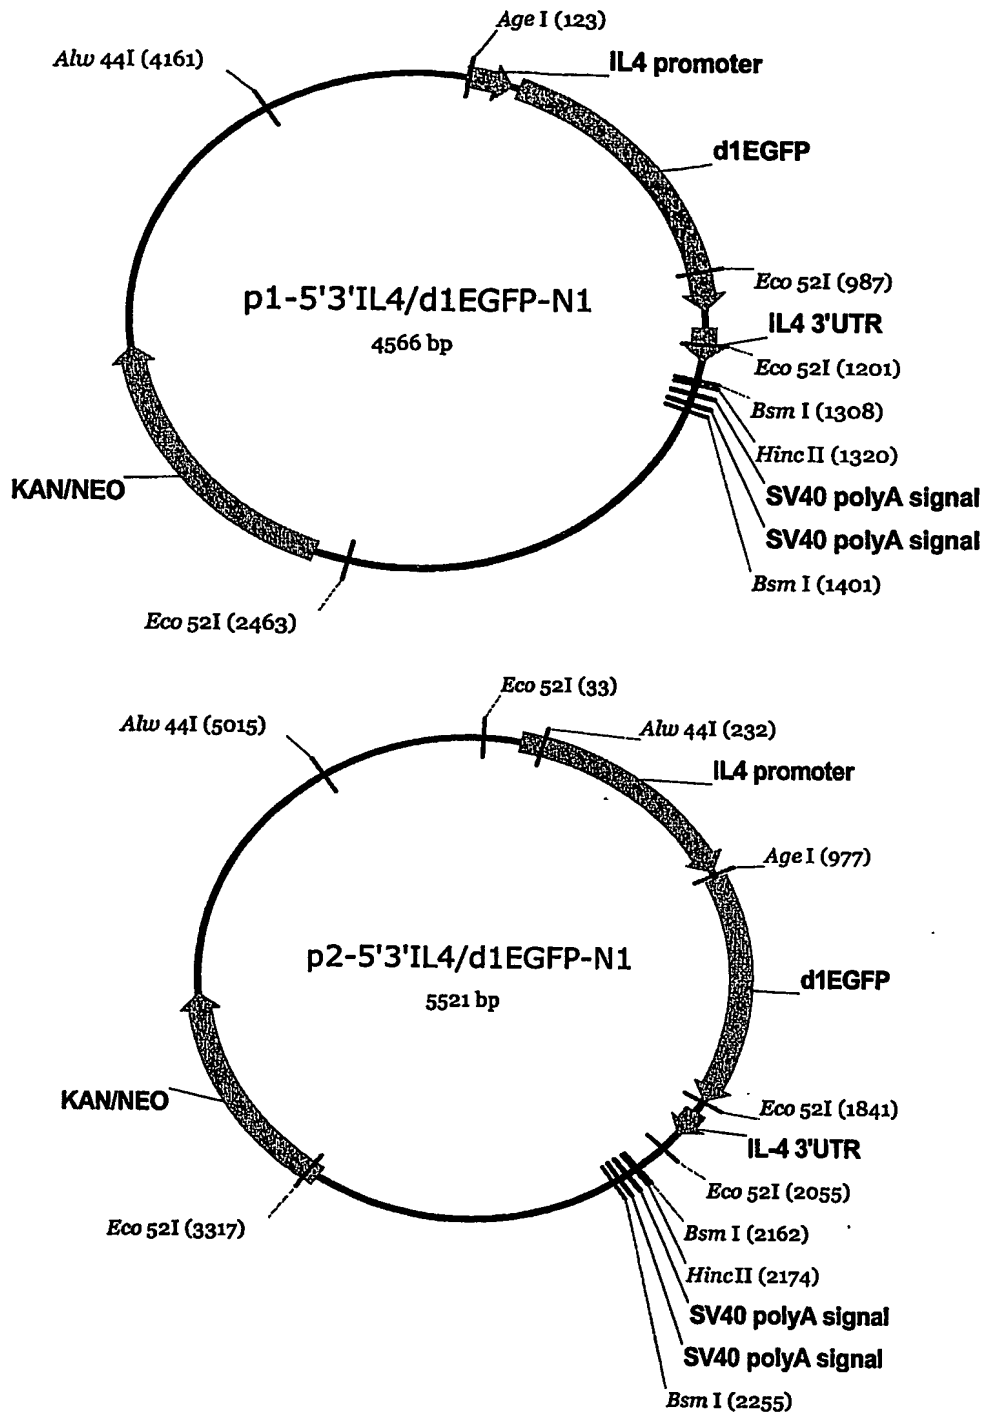 Age I (123)
Alw 44I (4161)
IL4 promoter
d1EGFP
Eco 52I (987)
p1-5'3'IL4/d1EGFP-N1
IL4 3'UTR
4566 bp
Eco 52I (1201)
Bsm I (1308)
Hinc II (1320)
KAN/NEO
SV40 polyA signal
SV40 polyA signal
Bsm I (1401)
Eco 52I (2463)
Eco 52I (33)
Alw 44I (5015)
Alw 44I (232)
IL4 promoter
Age I (977)
p2-5'3'IL4/d1EGFP-N1
d1EGFP
5521 bp
KAN/NEO
Eco 52I (1841)
IL-4 3'UTR
Eco 52I (2055)
Eco 52I (3317)
Bsm I (2162)
Hinc II (2174)
SV40 polyA signal
SV40 polyA signal
Bsm I (2255)